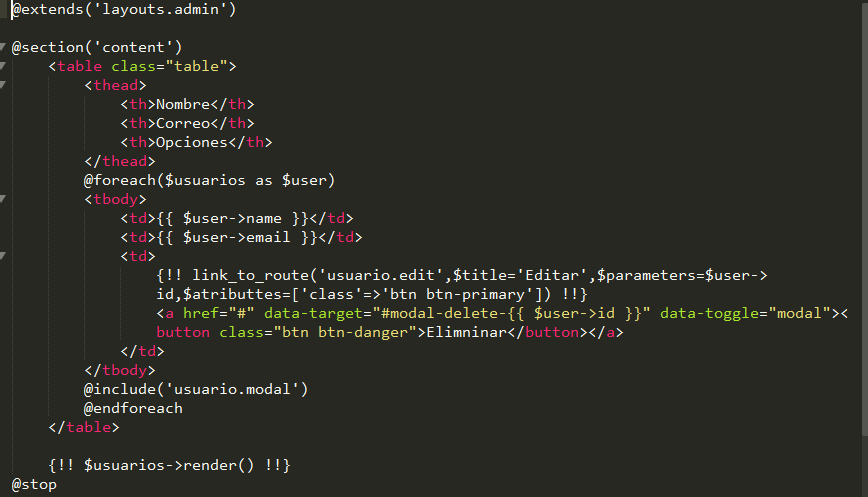 @extends('layouts.admin')
@section('content')
<table class="table">
<thead>
<th>Nombre</th>
<th>Correo</th>
<th>Opciones</th>
</thead>
@foreach($usuarios as $user)
<tbody>
<td>{{ $user->name }}</td>
<td>{{ $user->email }}</td>
<td>
{!! link_to_route('usuario.edit',$title='Editar',$parameters=$user->
id,$atributtes=['class'=>'btn btn-primary']) !!}
<a href="#" data-target="#modal-delete-{{ $user->id }}" data-toggle="modal"><
button class="btn btn-danger">Elimninar</button></a>
</td>
</tbody>
@include('usuario.modal')
@endforeach
</table>
{!! $usuarios->render() !!}
@stop